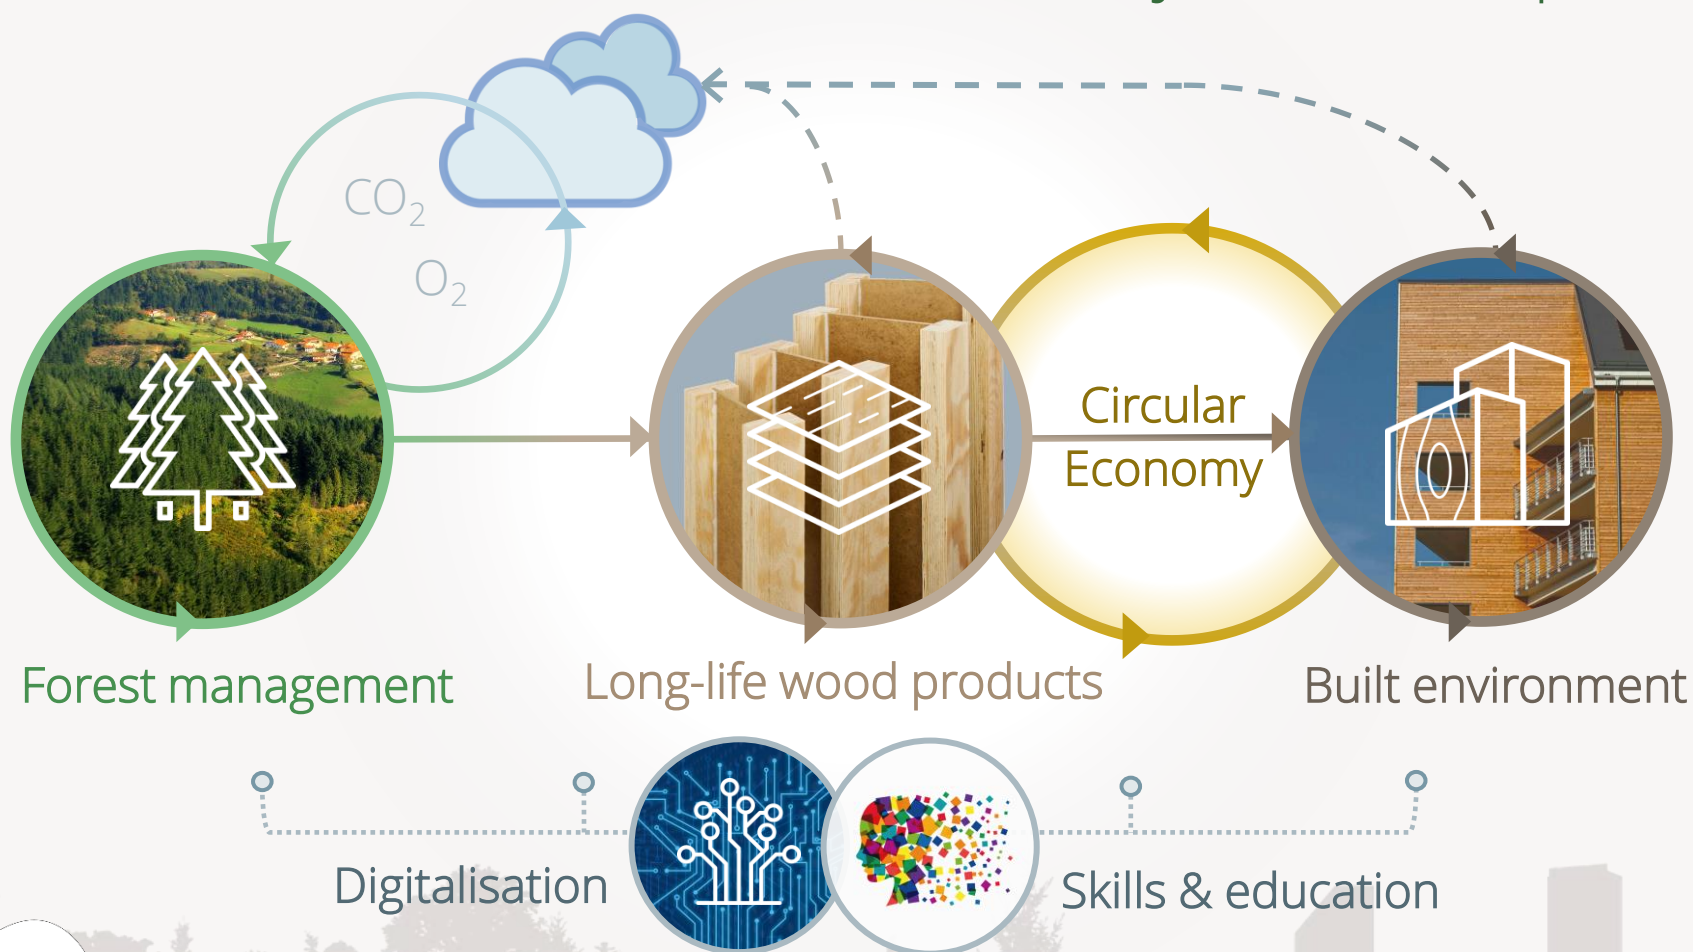 CO₂
O₂
Circular
Economy
Forest management
Long-life wood products
Built environment
Digitalisation
Skills & education